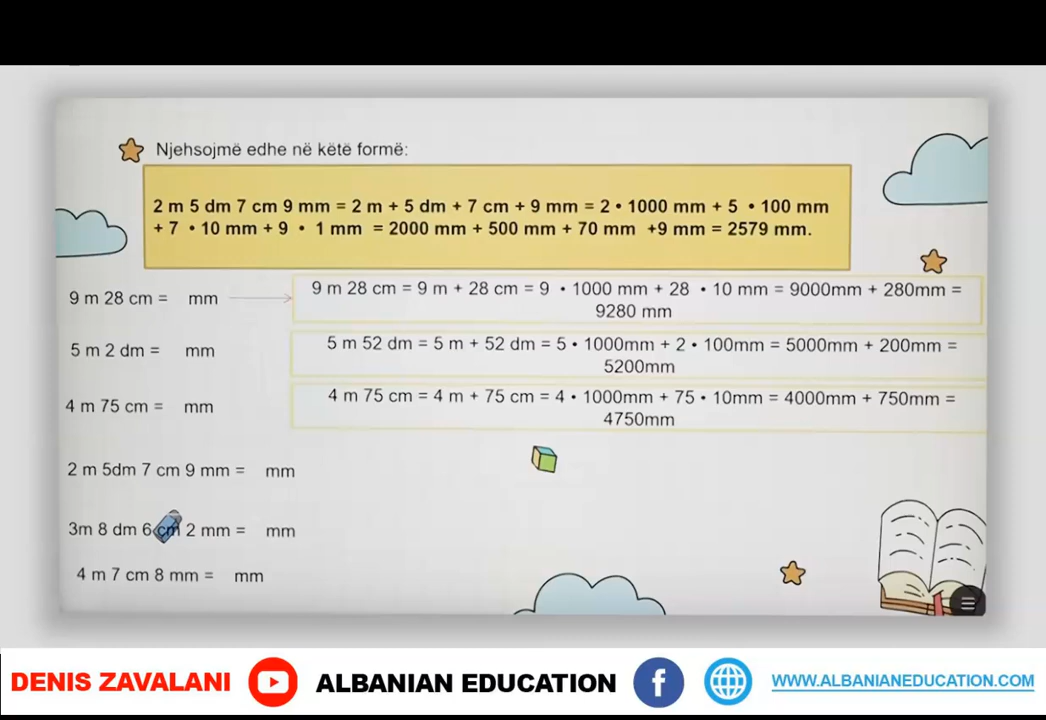 Njehsojmë edhe në këtë formë:
2 m 5 dm 7 cm 9 mm = 2 m + 5 dm + 7 cm + 9 mm = 2 • 1000 mm + 5 • 100 mm
+ 7 • 10 mm + 9 • 1 mm = 2000 mm + 500 mm + 70 mm +9 mm = 2579 mm.
9 m 28 cm = mm
9 m 28 cm = 9 m + 28 cm = 9 • 1000 mm + 28 • 10 mm = 9000mm + 280mm =
9280 mm
5 m 2 dm = mm
5 m 52 dm = 5 m + 52 dm = 5 • 1000mm + 2 • 100mm = 5000mm + 200mm =
5200mm
4 m 75 cm = mm
4 m 75 cm = 4 m + 75 cm = 4 • 1000mm + 75 • 10mm = 4000mm + 750mm =
4750mm
2 m 5dm 7 cm 9 mm = mm
3m 8 dm 6 cm 2 mm = mm
4 m 7 cm 8 mm = mm
DENIS ZAVALANI ALBANIAN EDUCATION f WWW.ALBANIANEDUCATION.COM